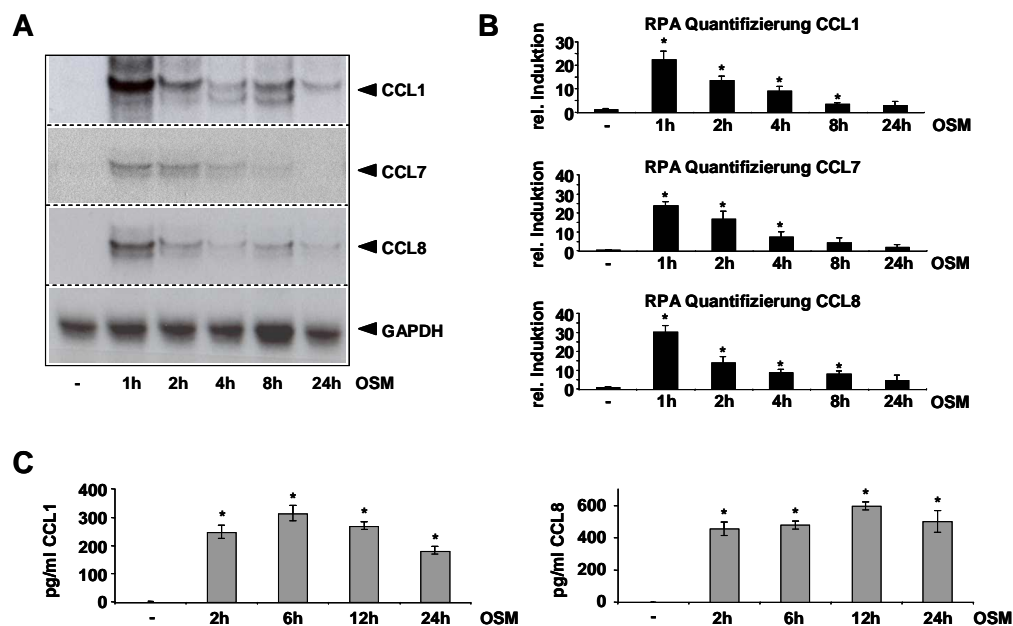 A
CCL1
CCL7
CCL8
GAPDH
- 1h 2h 4h 8h 24h OSM
B
RPA Quantifizierung CCL1
rel. Induktion
30
20
10
0
* * * *
- 1h 2h 4h 8h 24h OSM
RPA Quantifizierung CCL7
rel. Induktion
40
30
20
10
0
* * *
- 1h 2h 4h 8h 24h OSM
RPA Quantifizierung CCL8
rel. Induktion
40
30
20
10
0
* * * *
- 1h 2h 4h 8h 24h OSM
C
pg/ml CCL1
400
300
200
100
0
* * * *
- 2h 6h 12h 24h OSM
pg/ml CCL8
600
400
200
0
* * * *
- 2h 6h 12h 24h OSM